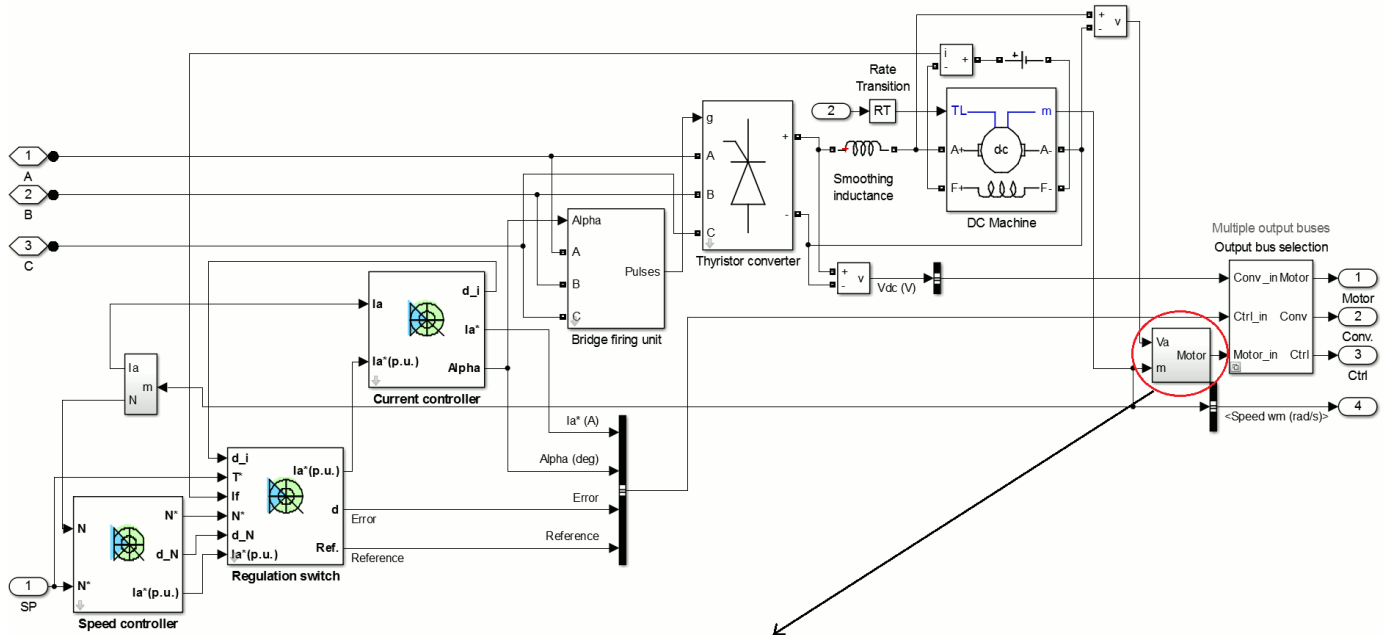 +
-
v
i
-
+
+
Rate
Transition
2
RT
TL
m
A+
dc
A-
F+
F-
DC Machine
g
A
B
C
+
-
Thyristor converter
Smoothing
inductance
1
A
2
B
3
C
Alpha
A
B
C
Pulses
Bridge firing unit
+
-
v
Vdc (V)
Multiple output buses
Output bus selection
Conv_in
Motor
Ctrl_in
Conv
Motor_in
Ctrl
1
Motor
2
Conv.
3
Ctrl
4
<Speed wm (rad/s)>
Va
Motor
m
Ia
d_i
Ia*
Ia*(p.u.)
Alpha
Current controller
Ia
m
N
Ia* (A)
Alpha (deg)
Error
Reference
d_i
T*
If
N*
d_N
Ia*(p.u.)
Ia*(p.u.)
d
Ref.
Error
Reference
Regulation switch
N
N*
N*
d_N
Ia*(p.u.)
Speed controller
1
SP